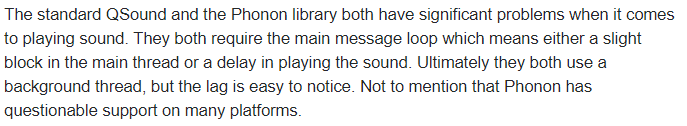 The standard QSound and the Phonon library both have significant problems when it comes
to playing sound. They both require the main message loop which means either a slight
block in the main thread or a delay in playing the sound. Ultimately they both use a
background thread, but the lag is easy to notice. Not to mention that Phonon has
questionable support on many platforms.